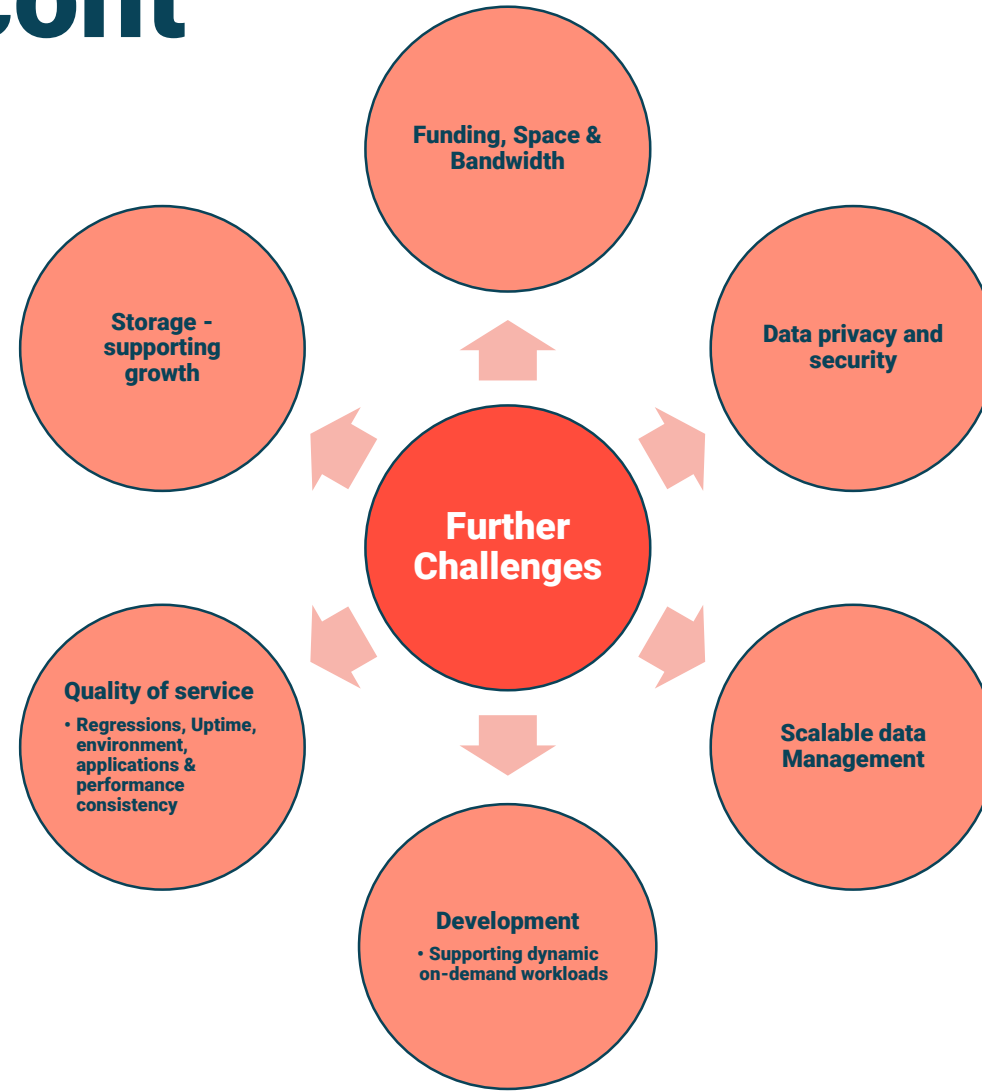 cont
Funding, Space &
Bandwidth
Storage -
supporting
growth
Data privacy and
security
Further
Challenges
Quality of service
• Regressions, Uptime,
environment,
applications &
performance
consistency
Scalable data
Management
Development
• Supporting dynamic
on-demand workloads